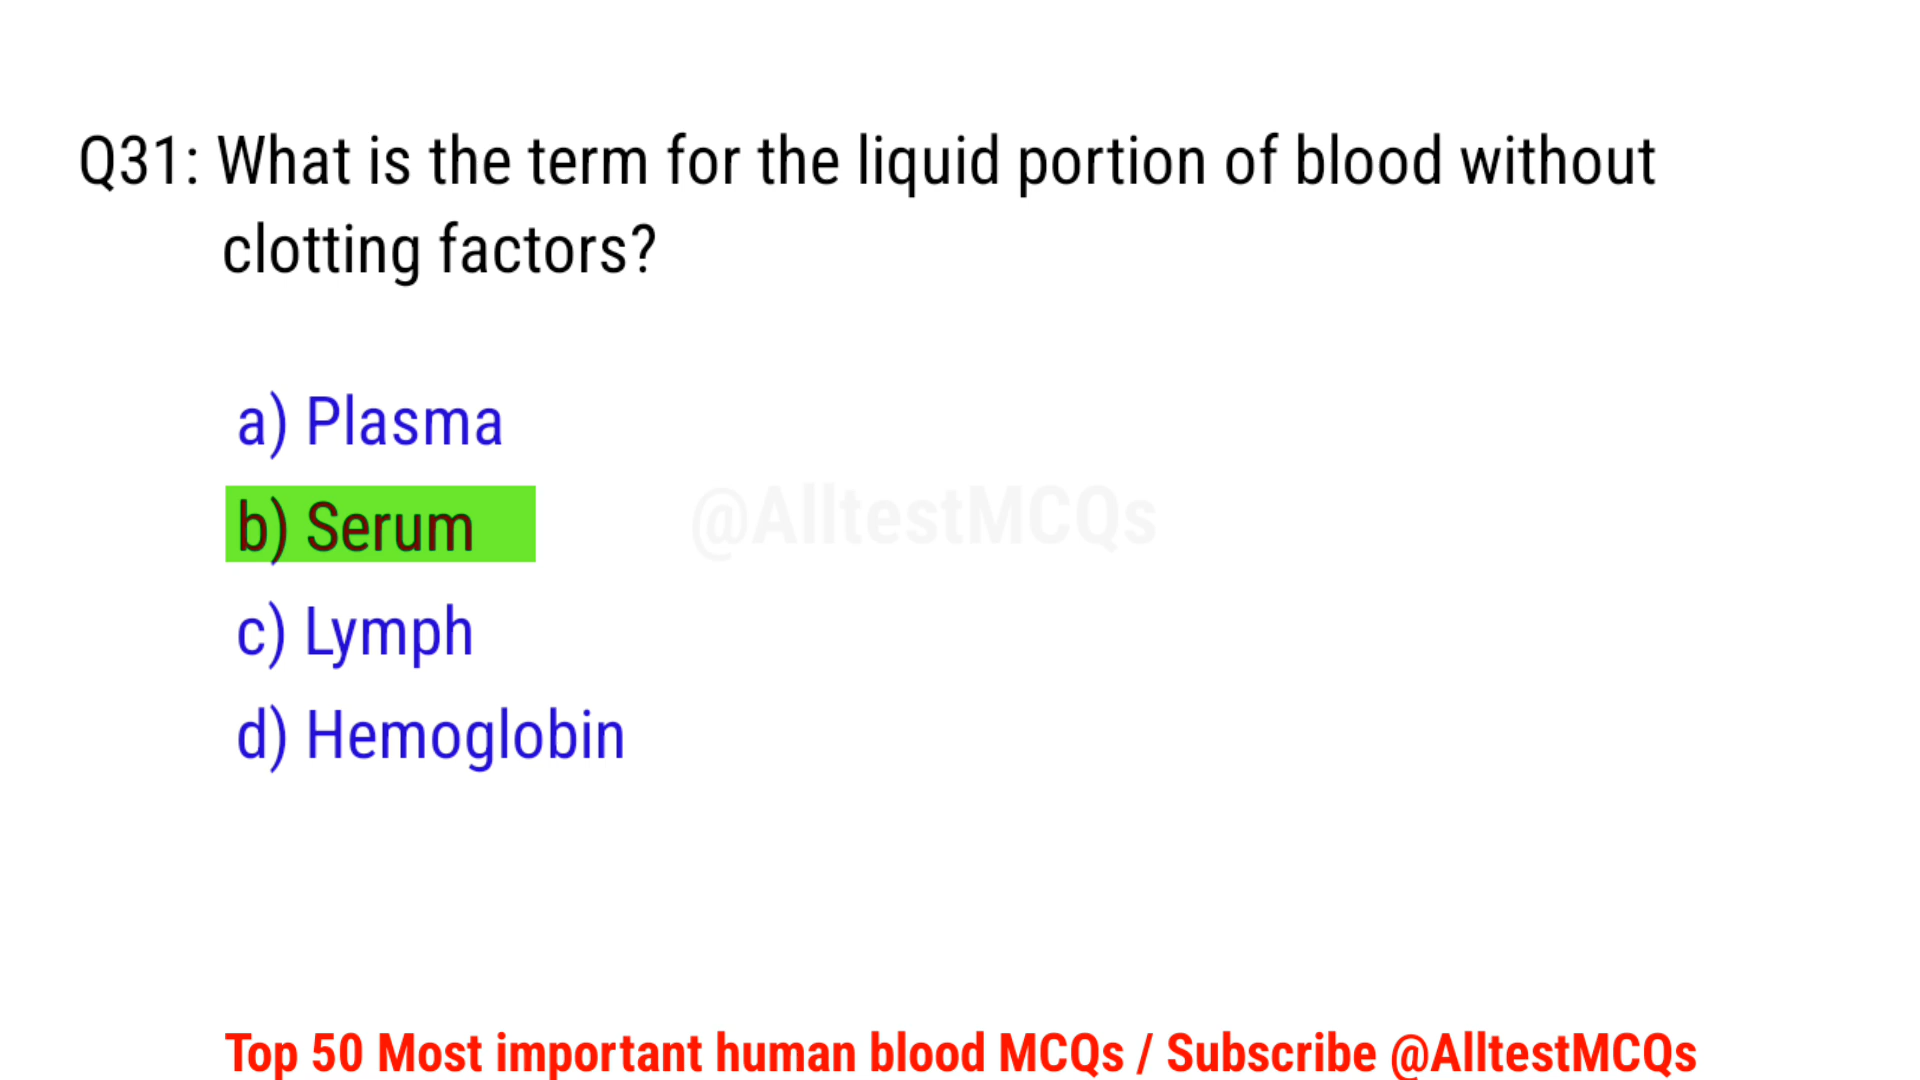 Q31: What is the term for the liquid portion of blood without
clotting factors?
a) Plasma
b) Serum
@AlltestMCQs
c) Lymph
d) Hemoglobin
Top 50 Most important human blood MCQs / Subscribe @AlltestMCQs